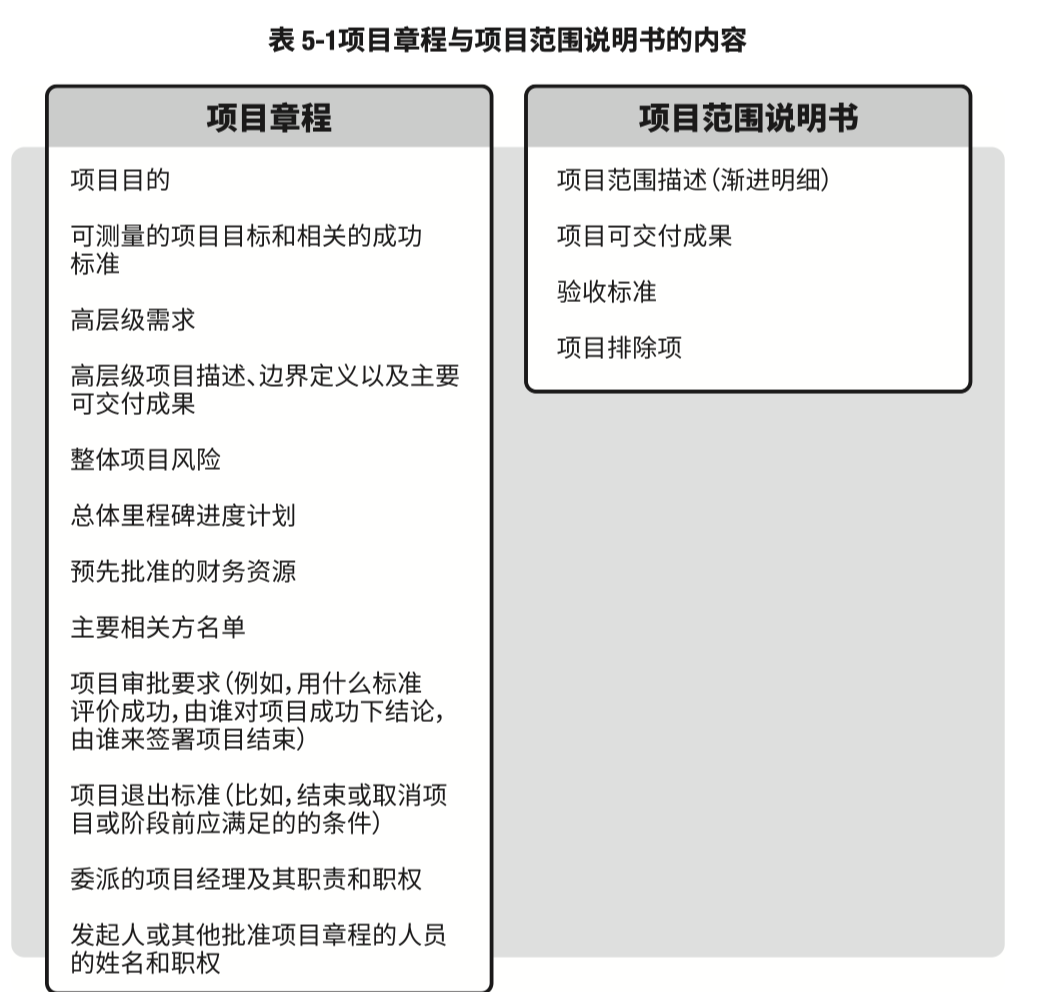 表 5-1项目章程与项目范围说明书的内容
项目章程
项目目的
可测量的项目目标和相关的成功
标准
高层级需求
高层级项目描述、边界定义以及主要
可交付成果
整体项目风险
总体里程碑进度计划
预先批准的财务资源
主要相关方名单
项目审批要求(例如,用什么标准
评价成功,由谁对项目成功下结论,
由谁来签署项目结束)
项目退出标准(比如,结束或取消项
目或阶段前应满足的的条件)
委派的项目经理及其职责和职权
发起人或其他批准项目章程的人员
的姓名和职权
项目范围说明书
项目范围描述(渐进明细)
项目可交付成果
验收标准
项目排除项